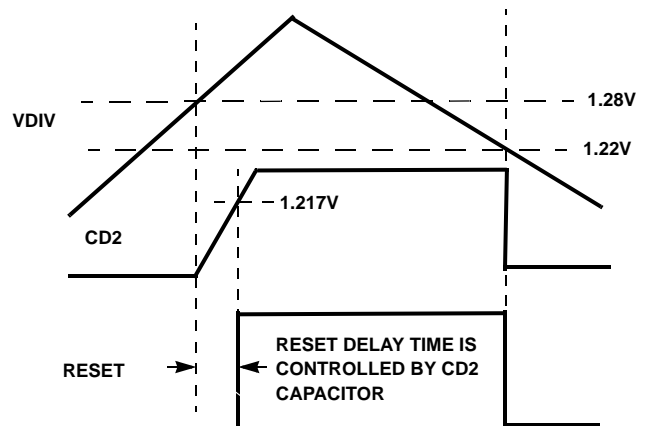 1.28V
VDIV
1.22V
1.217V
CD2
RESET
RESET DELAY TIME IS
CONTROLLED BY CD2
CAPACITOR